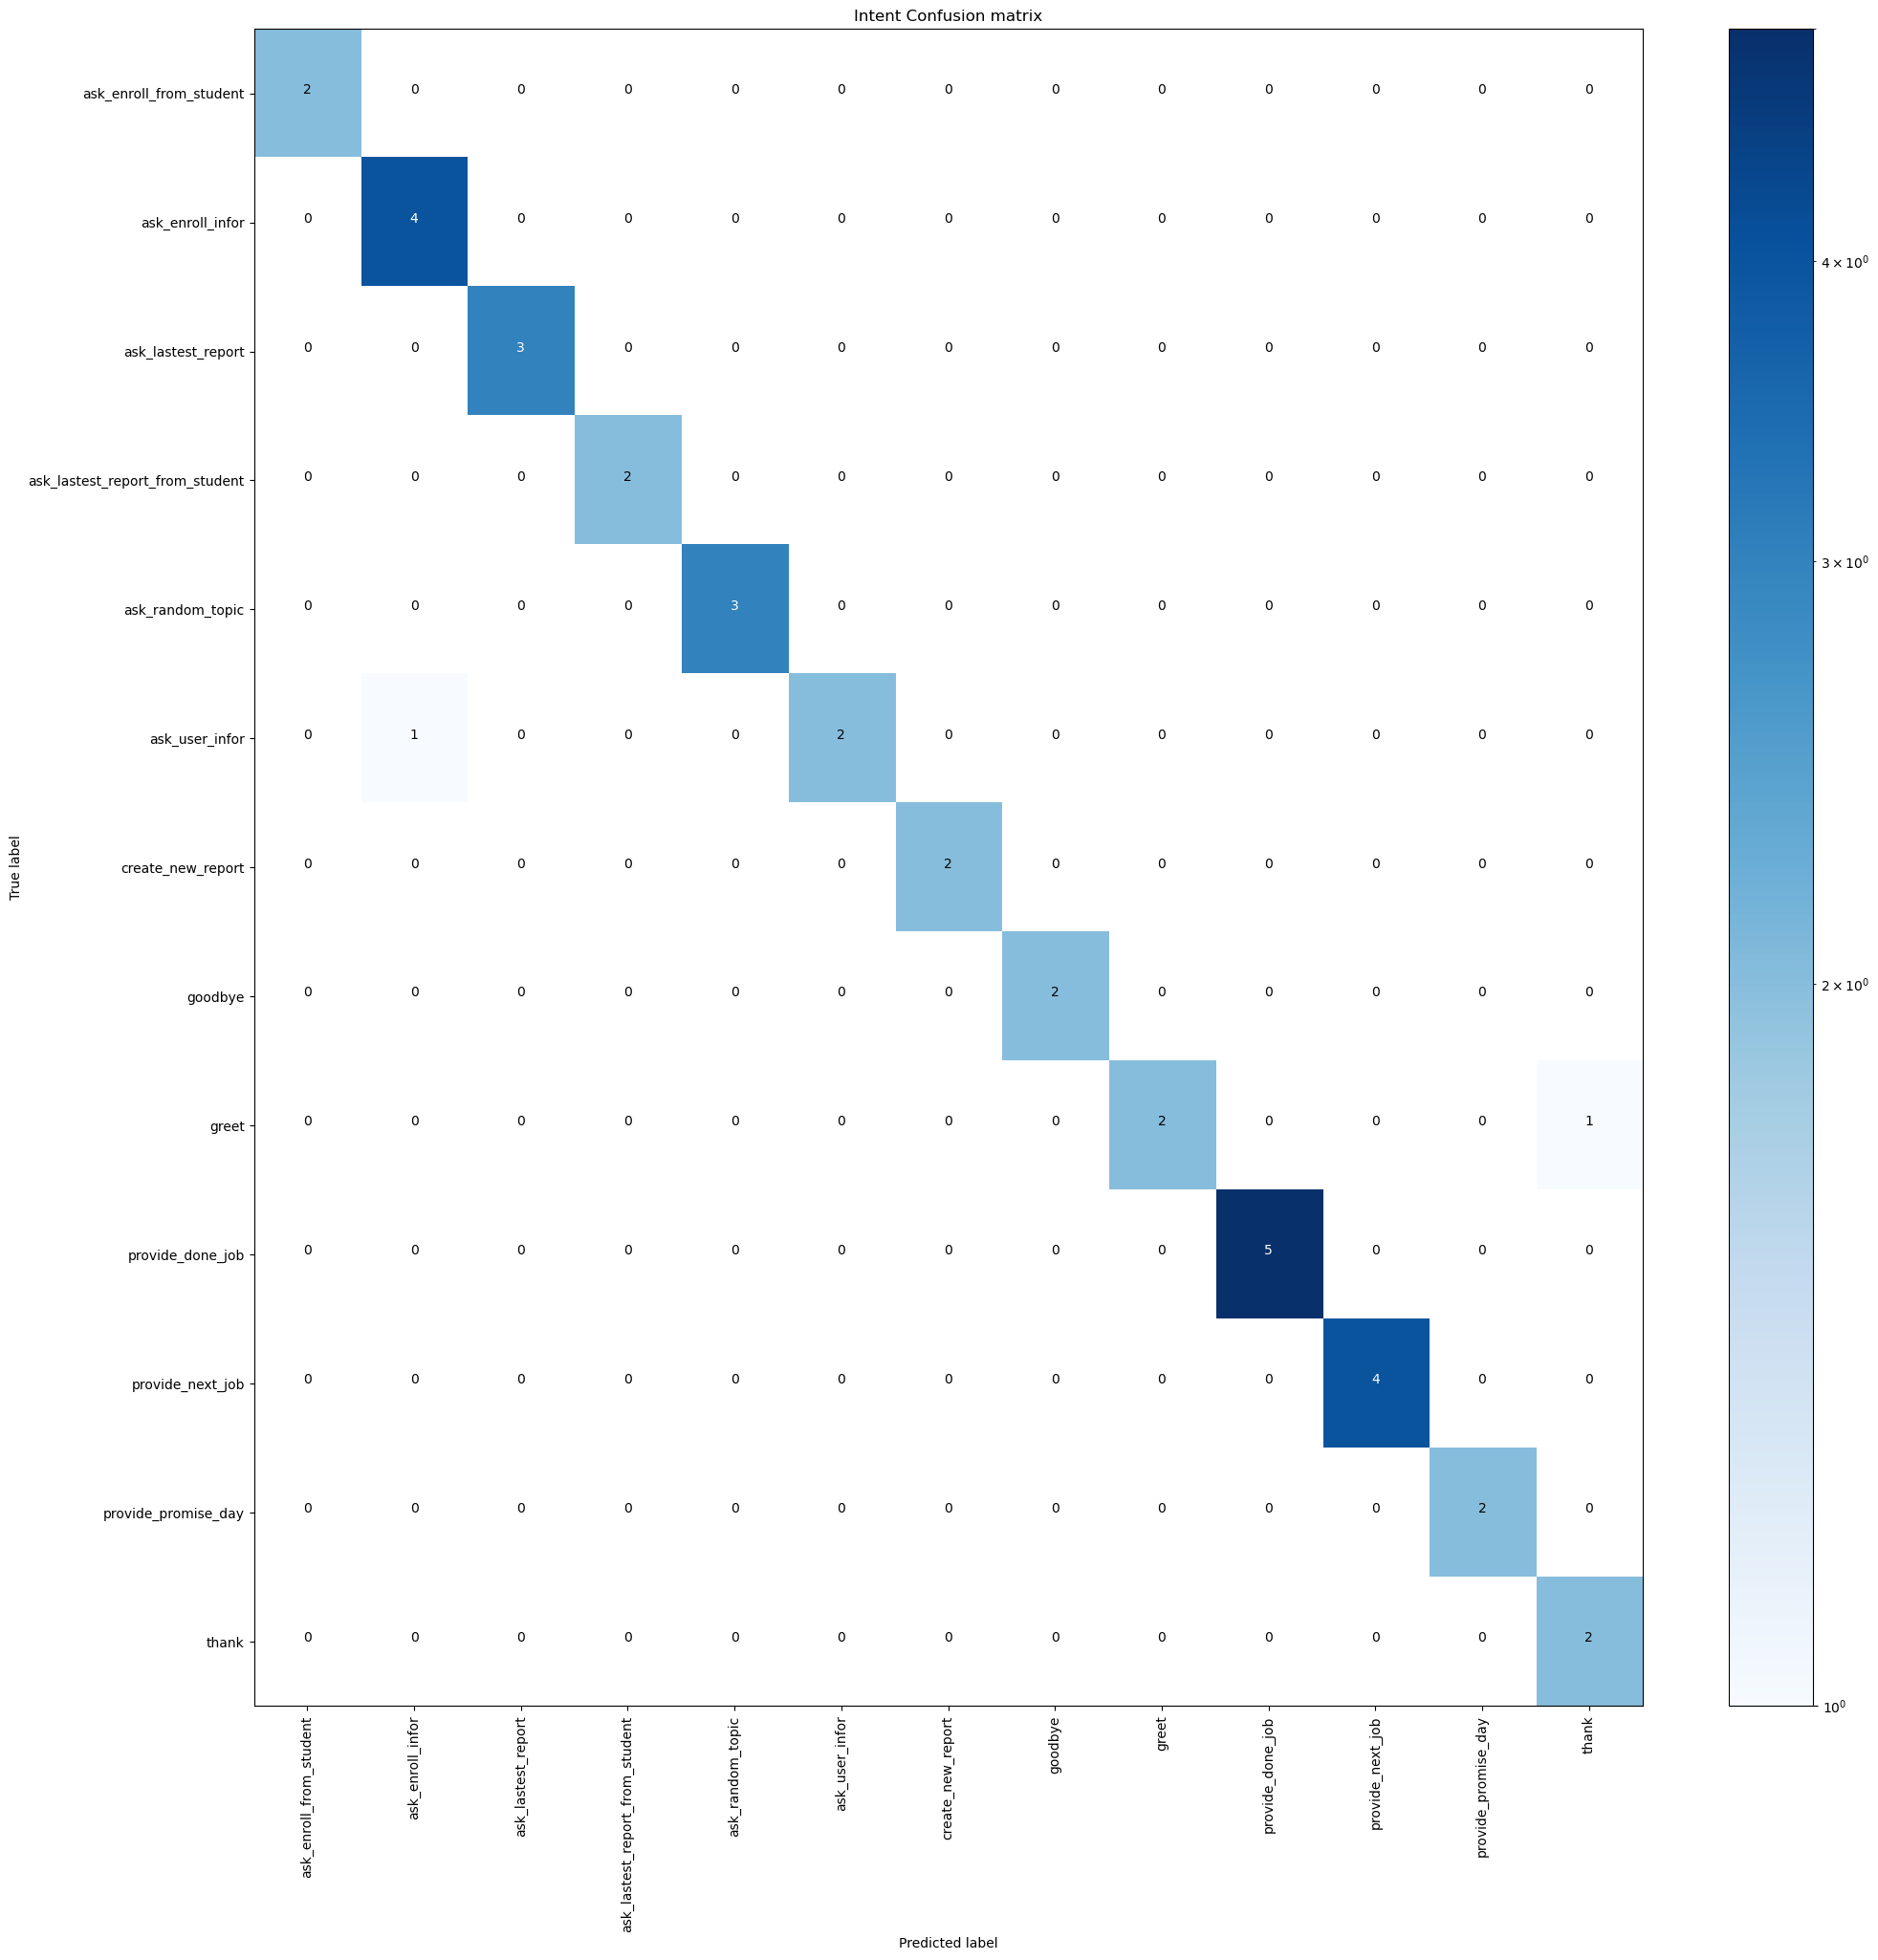 Intent Confusion matrix
ask_enroll_from_student 2 0 0 0 0 0 0 0 0 0 0 0 0
ask_enroll_infor 0 4 0 0 0 0 0 0 0 0 0 0 0
ask_lastest_report 0 0 3 0 0 0 0 0 0 0 0 0 0
ask_lastest_report_from_student 0 0 0 2 0 0 0 0 0 0 0 0 0
ask_random_topic 0 0 0 0 3 0 0 0 0 0 0 0 0
ask_user_infor 0 1 0 0 0 2 0 0 0 0 0 0 0
create_new_report 0 0 0 0 0 0 2 0 0 0 0 0 0
goodbye 0 0 0 0 0 0 0 2 0 0 0 0 0
greet 0 0 0 0 0 0 0 0 2 0 0 0 1
provide_done_job 0 0 0 0 0 0 0 0 0 5 0 0 0
provide_next_job 0 0 0 0 0 0 0 0 0 0 4 0 0
provide_promise_day 0 0 0 0 0 0 0 0 0 0 0 2 0
thank 0 0 0 0 0 0 0 0 0 0 0 0 2
True label
ask_enroll_from_student
ask_enroll_infor
ask_lastest_report
ask_lastest_report_from_student
ask_random_topic
ask_user_infor
create_new_report
goodbye
greet
provide_done_job
provide_next_job
provide_promise_day
thank
Predicted label
4 × 10⁰
3 × 10⁰
2 × 10⁰
10⁰